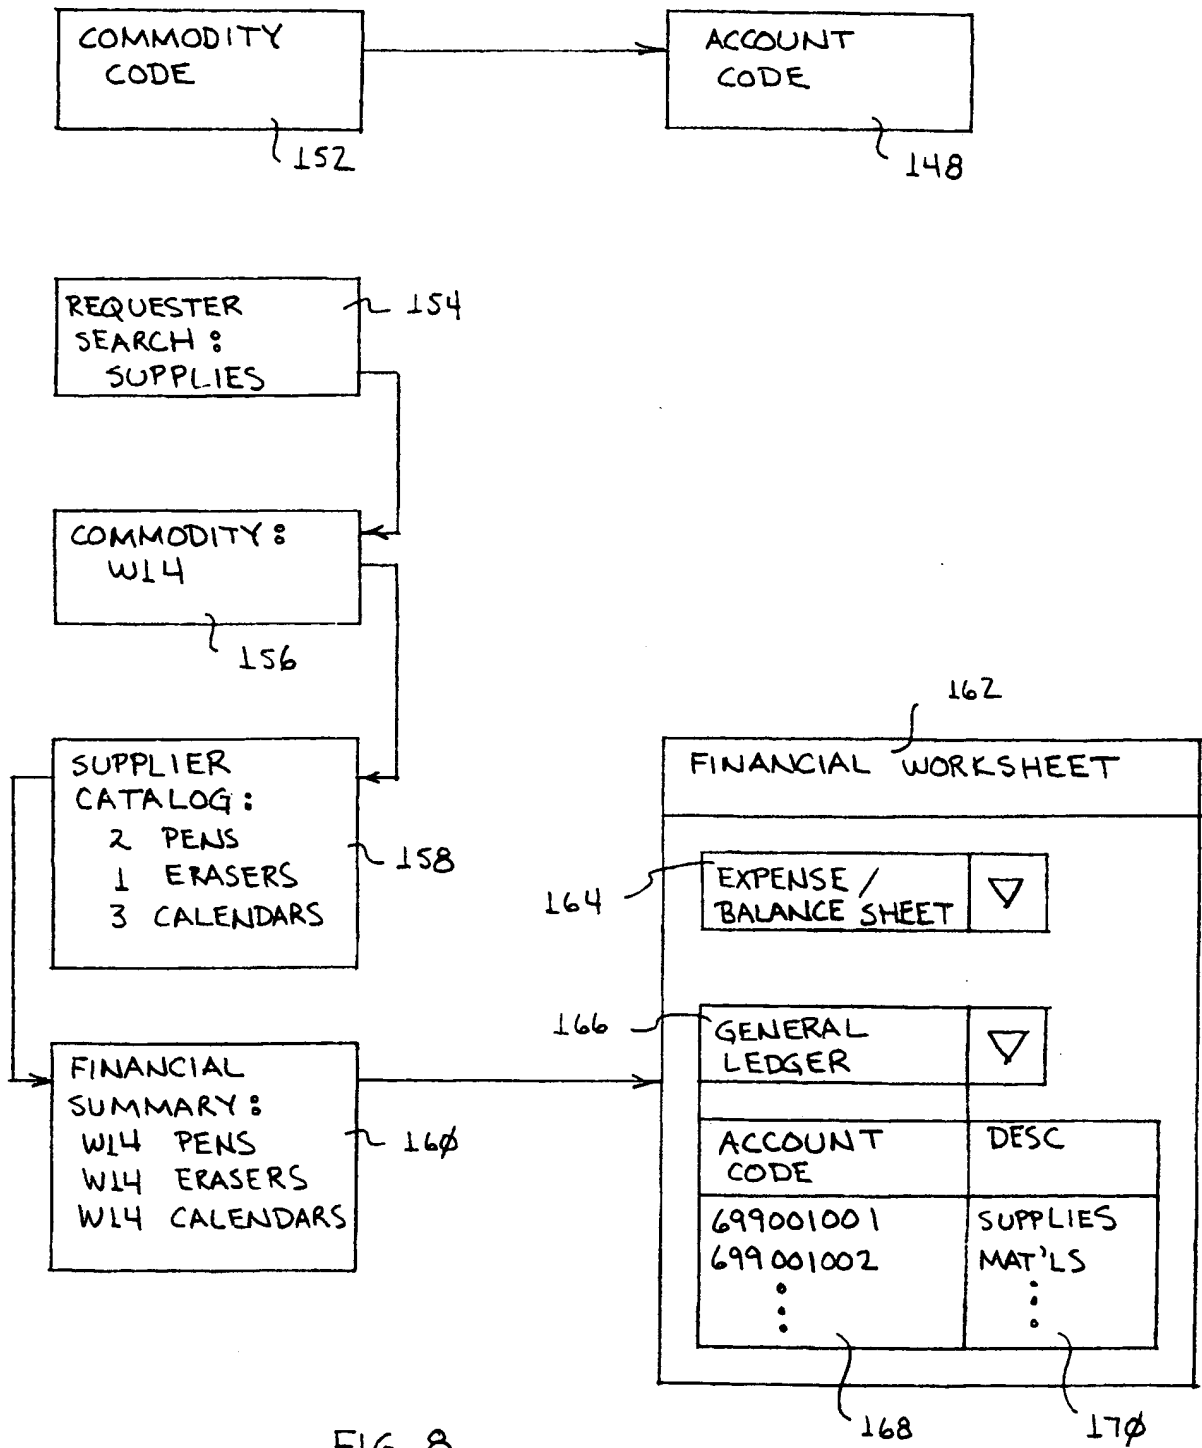 COMMODITY
CODE
152
ACCOUNT
CODE
148
REQUESTER
SEARCH:
SUPPLIES
154
COMMODITY:
W14
156
SUPPLIER
CATALOG:
2 PENS
1 ERASERS
3 CALENDARS
158
FINANCIAL
SUMMARY:
W14 PENS
W14 ERASERS
W14 CALENDARS
16Ø
162
FINANCIAL WORKSHEET
164
EXPENSE/
BALANCE SHEET
166
GENERAL
LEDGER
ACCOUNT
CODE
DESC
699001001 SUPPLIES
699001002 MAT'LS
168
17Ø
FIG. 8